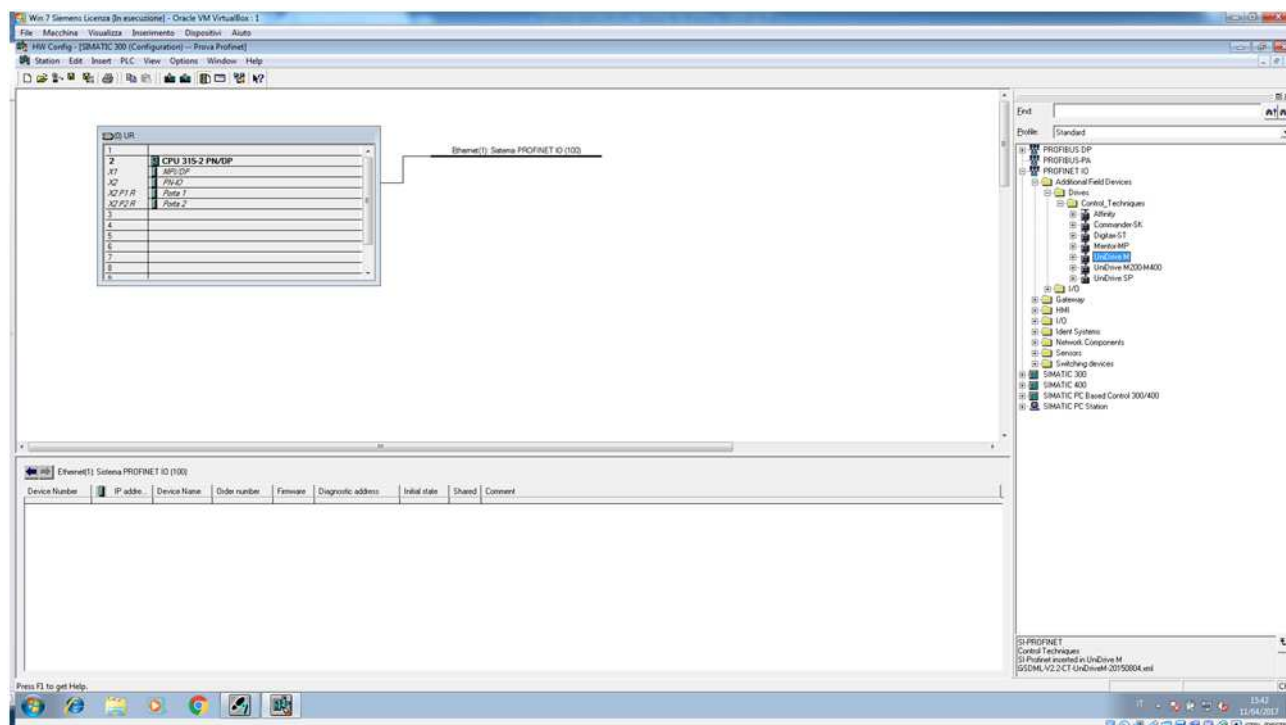 Win 7 Siemens Licenza [In esecuzione] - Oracle VM VirtualBox : 1
File Macchina Visualizza Inserimento Dispositivi Aiuto
HW Config - [SIMATIC 300 (Configuration) -- Prova Profinet]
Station Edit Insert PLC View Options Window Help
Find:
Profile: Standard
(0) UR
1
2 CPU 315-2 PN/DP
X1 MPI/DP
X2 PN-IO
X2 P1 R Porta 1
X2 P2 R Porta 2
3
4
5
6
7
8
9
Ethernet(1): Sistema PROFINET IO (100)
PROFIBUS DP
PROFIBUS-PA
PROFINET IO
Additional Field Devices
Drives
Control_Techniques
Affinity
Commander-SK
Digitax-ST
Mentor-MP
UniDrive M
UniDrive M200-M400
UniDrive SP
I/O
Gateway
HMI
I/O
Ident Systems
Network Components
Sensors
Switching devices
SIMATIC 300
SIMATIC 400
SIMATIC PC Based Control 300/400
SIMATIC PC Station
Ethernet(1): Sistema PROFINET IO (100)
Device Number IP addre... Device Name Order number Firmware Diagnostic address Initial state Shared Comment
SI-PROFINET
Control Techniques
SI-Profinet inserted in UniDrive M
GSDML-V2.2-CT-UniDriveM-20150804.xml
Press F1 to get Help.
IT
15:42
11/04/2017